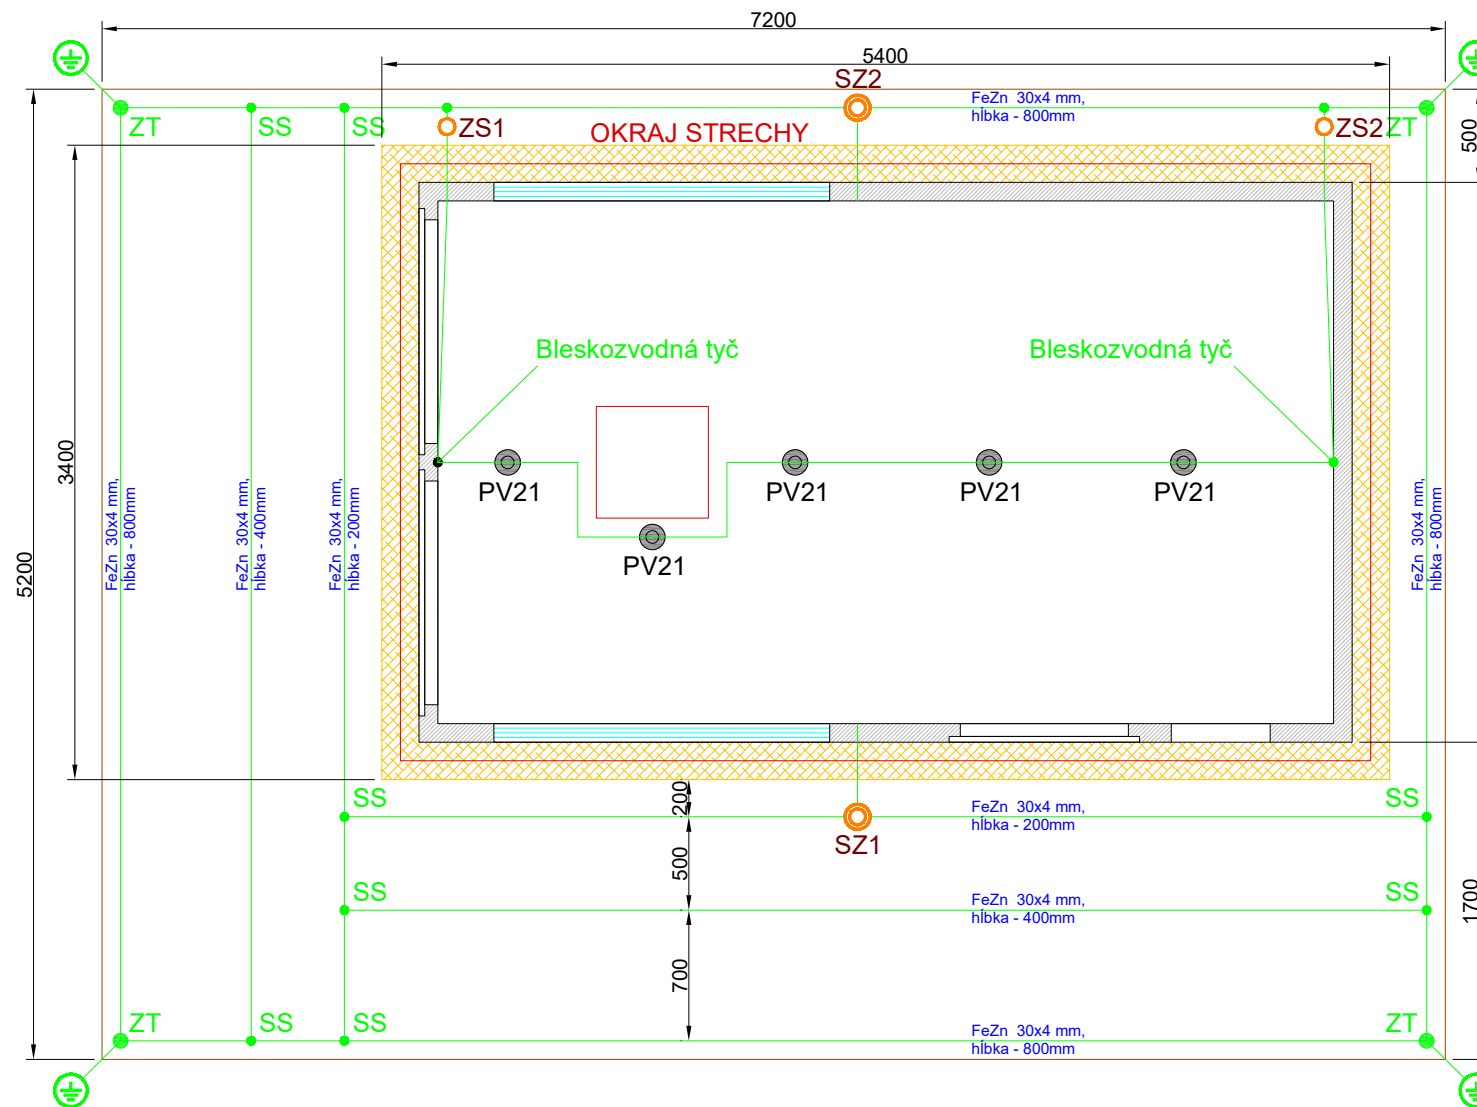 7200
5400
SZ2
FeZn 30x4 mm,
hĺbka - 800mm
ZT
SS
SS
ZS1
OKRAJ STRECHY
ZS2
ZT
500
Bleskozvodná tyč
Bleskozvodná tyč
3400
PV21
PV21
PV21
PV21
PV21
5200
FeZn 30x4 mm,
hĺbka - 800mm
FeZn 30x4 mm,
hĺbka - 400mm
FeZn 30x4 mm,
hĺbka - 200mm
FeZn 30x4 mm,
hĺbka - 800mm
SS
200
FeZn 30x4 mm,
hĺbka - 200mm
SS
SZ1
500
SS
FeZn 30x4 mm,
hĺbka - 400mm
SS
1700
700
ZT
SS
SS
FeZn 30x4 mm,
hĺbka - 800mm
ZT